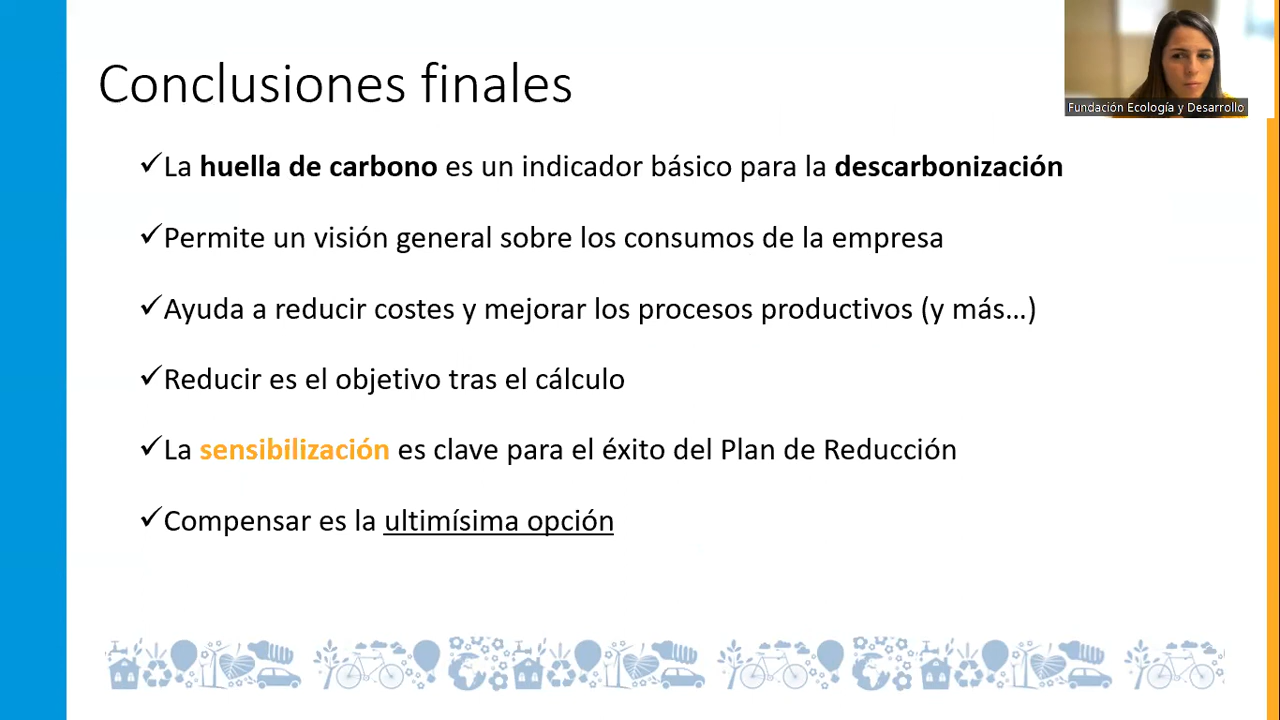 Conclusiones finales
Fundación Ecología y Desarrollo
✓La huella de carbono es un indicador básico para la descarbonización
✓Permite un visión general sobre los consumos de la empresa
✓Ayuda a reducir costes y mejorar los procesos productivos (y más…)
✓Reducir es el objetivo tras el cálculo
✓La sensibilización es clave para el éxito del Plan de Reducción
✓Compensar es la ultimísima opción